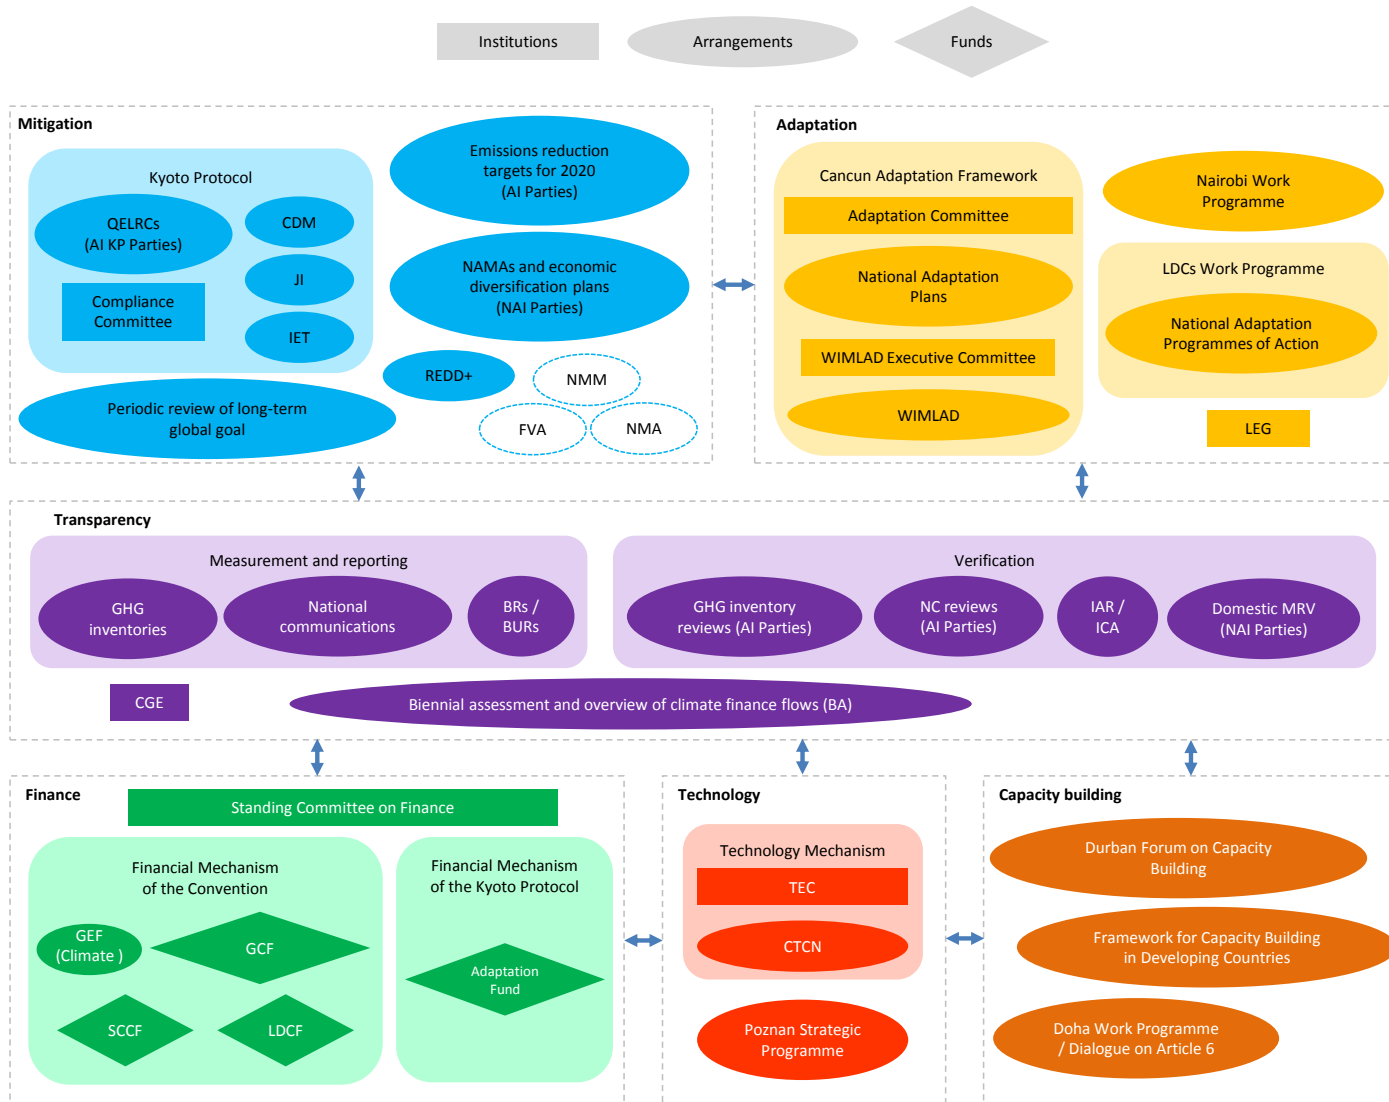 Institutions
Arrangements
Funds
Mitigation
Kyoto Protocol
QELRCs
(AI KP Parties)
Compliance
Committee
CDM
JI
IET
Emissions reduction
targets for 2020
(AI Parties)
NAMAs and economic
diversification plans
(NAI Parties)
REDD+
NMM
FVA
NMA
Periodic review of long-term
global goal
Adaptation
Cancun Adaptation Framework
Adaptation Committee
National Adaptation
Plans
WIMLAD Executive Committee
WIMLAD
Nairobi Work
Programme
LDCs Work Programme
National Adaptation
Programmes of Action
LEG
Transparency
Measurement and reporting
GHG
inventories
National
communications
BRs /
BURs
Verification
GHG inventory
reviews (AI Parties)
NC reviews
(AI Parties)
IAR /
ICA
Domestic MRV
(NAI Parties)
CGE
Biennial assessment and overview of climate finance flows (BA)
Finance
Standing Committee on Finance
Financial Mechanism
of the Convention
GEF
(Climate )
GCF
SCCF
LDCF
Financial Mechanism
of the Kyoto Protocol
Adaptation
Fund
Technology
Technology Mechanism
TEC
CTCN
Poznan Strategic
Programme
Capacity building
Durban Forum on Capacity
Building
Framework for Capacity Building
in Developing Countries
Doha Work Programme
/ Dialogue on Article 6